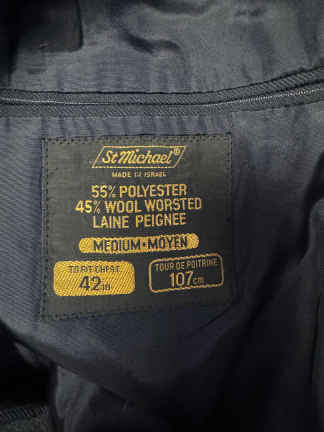 St Michael®
MADE IN ISRAEL
55% POLYESTER
45% WOOL WORSTED
LAINE PEIGNEE
MEDIUM-MOYEN
TO FIT CHEST
42in
TOUR DE POITRINE
107cm